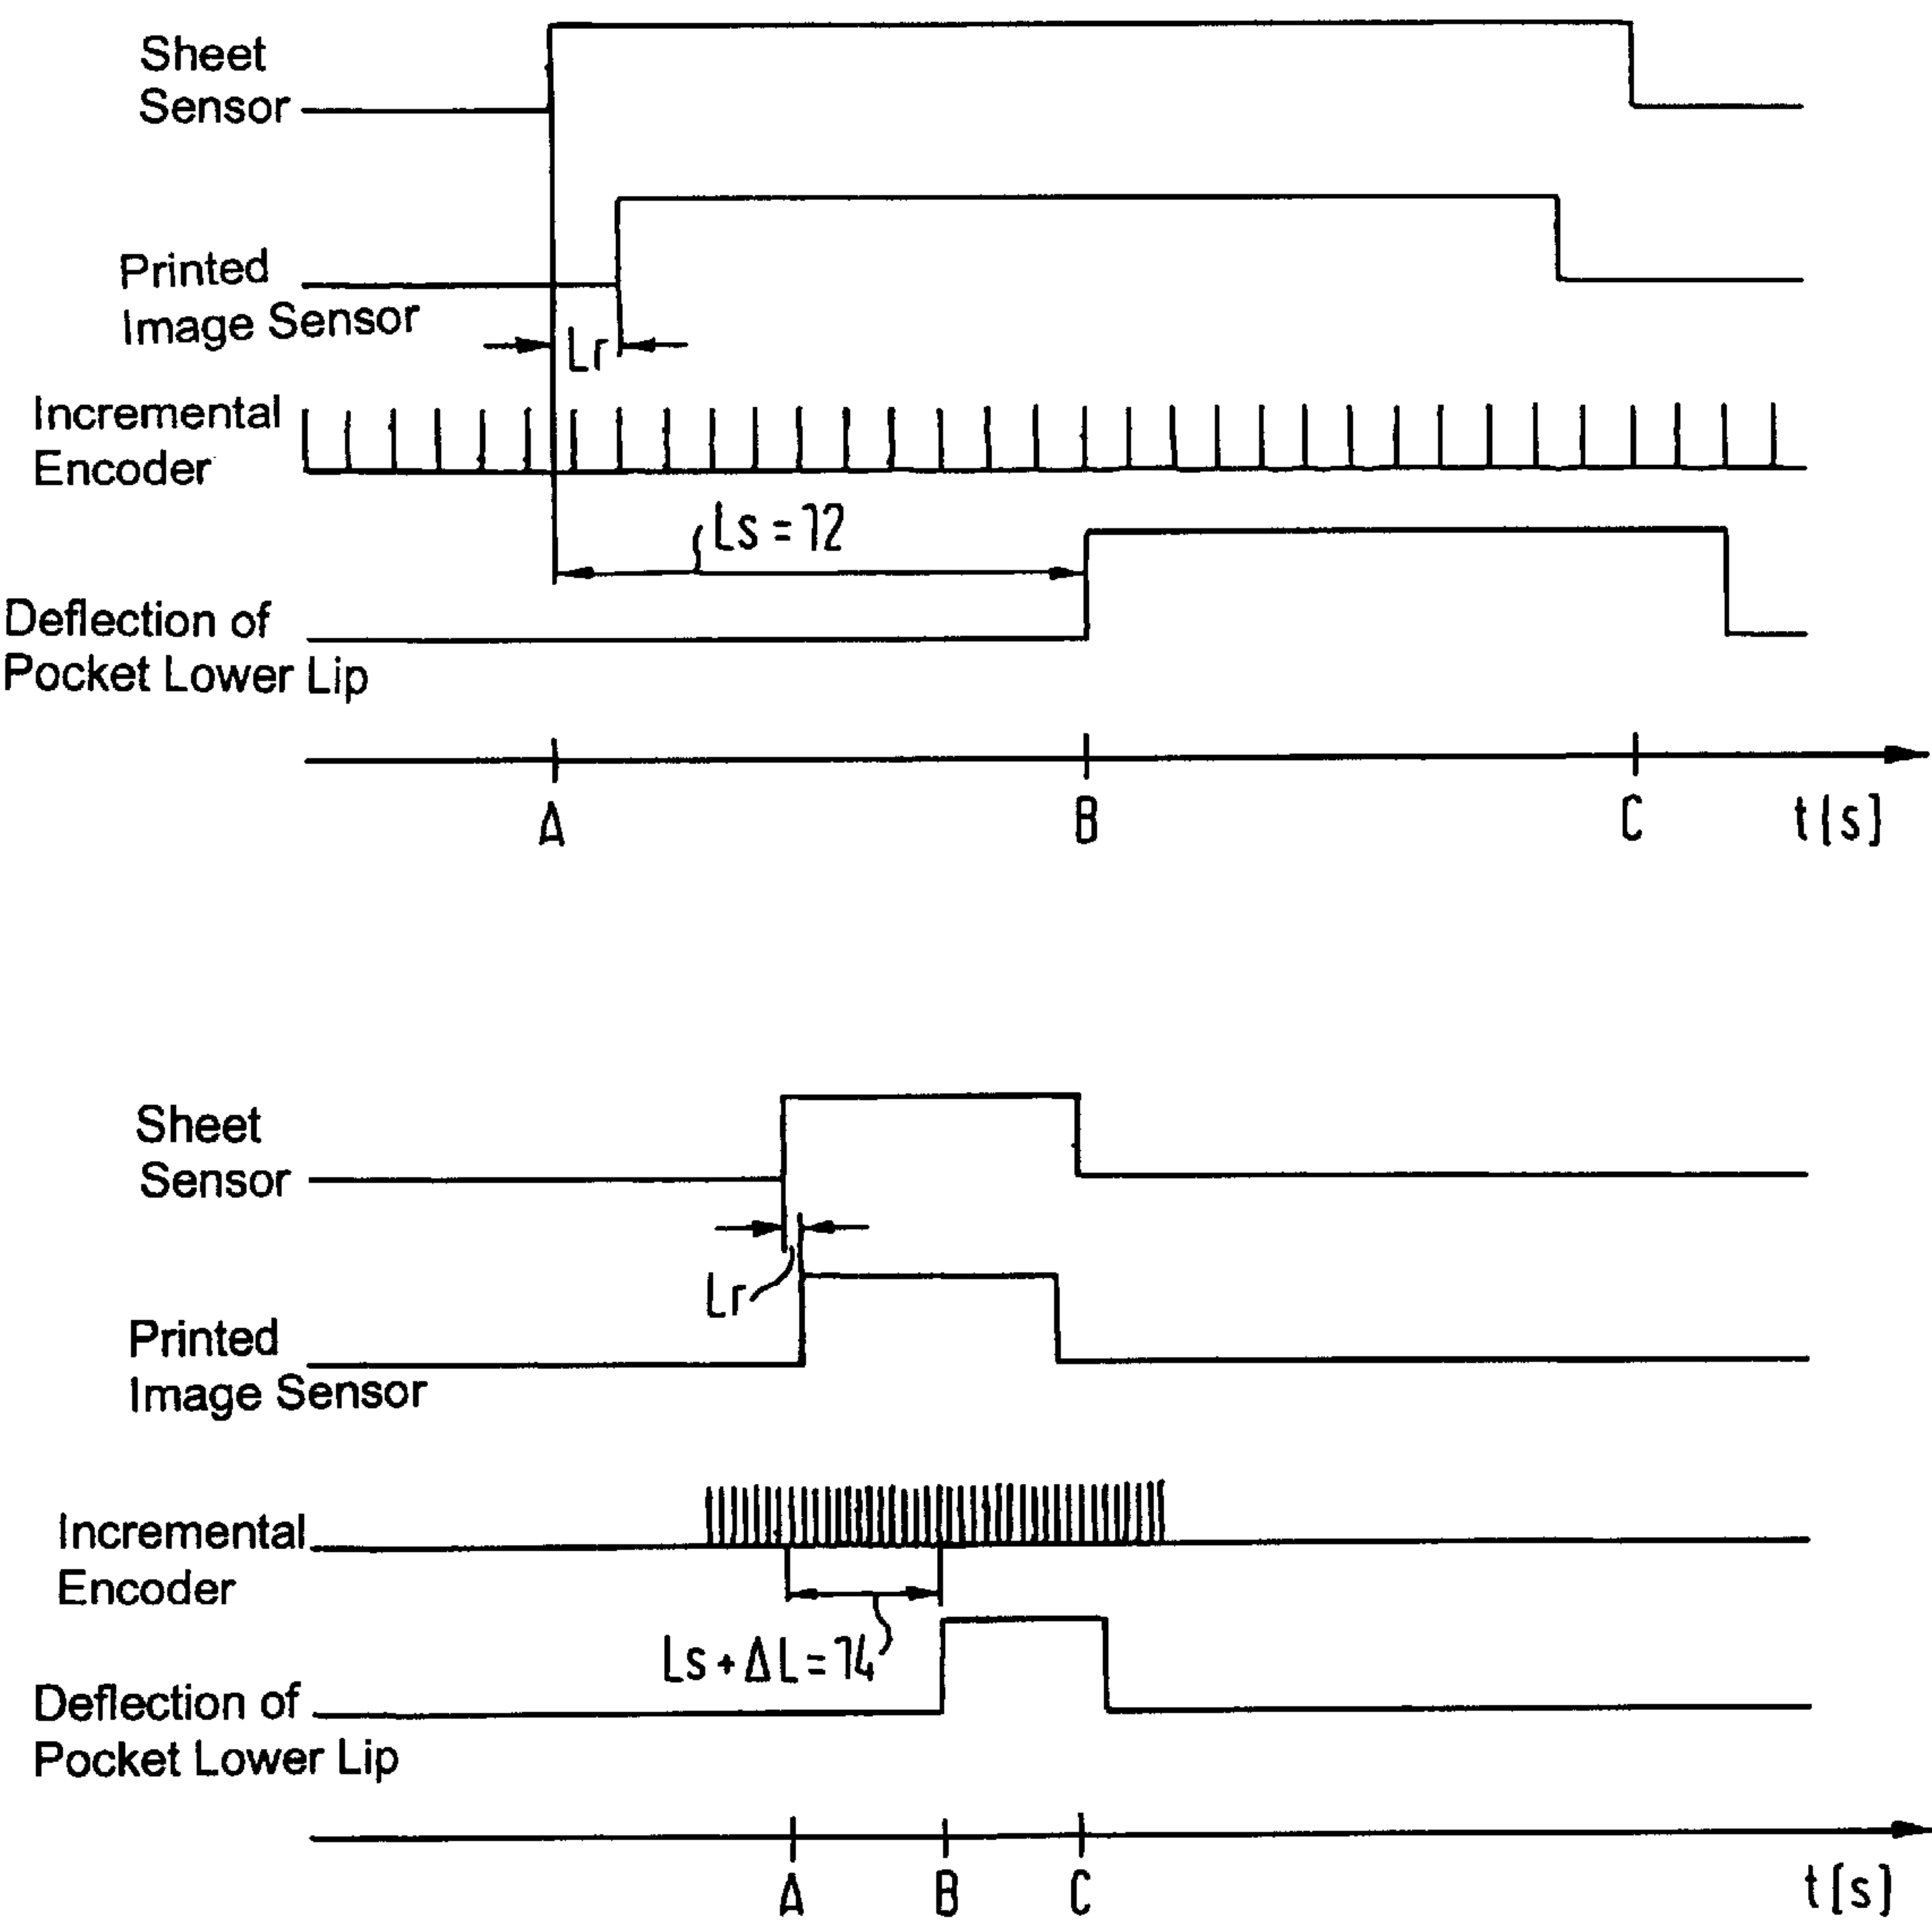 Sheet
Sensor
Printed
Image Sensor
Lr
Incremental
Encoder
Ls = 12
Deflection of
Pocket Lower Lip
A B C t(s)
Sheet
Sensor
Lr
Printed
Image Sensor
Incremental
Encoder
Ls + Δ L = 14
Deflection of
Pocket Lower Lip
A B C t(s)